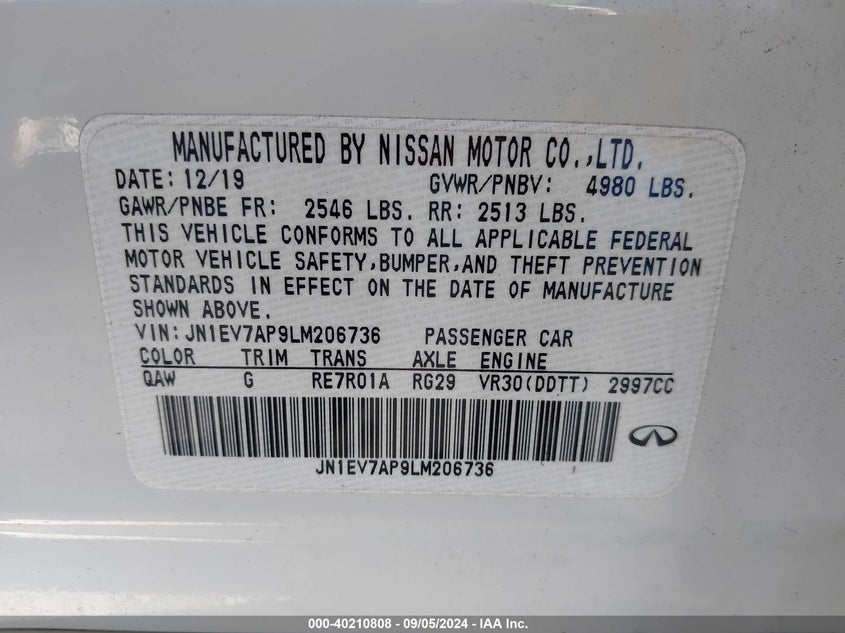 MANUFACTURED BY NISSAN MOTOR CO.,LTD.
DATE: 12/19 GVWR/PNBV: 4980 LBS.
GAWR/PNBE FR: 2546 LBS. RR: 2513 LBS.
THIS VEHICLE CONFORMS TO ALL APPLICABLE FEDERAL
MOTOR VEHICLE SAFETY,BUMPER,AND THEFT PREVENTION
STANDARDS IN EFFECT ON THE DATE OF MANUFACTURE
SHOWN ABOVE.
VIN:JN1EV7AP9LM206736 PASSENGER CAR
COLOR TRIM TRANS AXLE ENGINE
QAW G RE7R01A RG29 VR30(DDTT) 2997CC
JN1EV7AP9LM206736
000-40210808 - 09/05/2024 - IAA Inc.